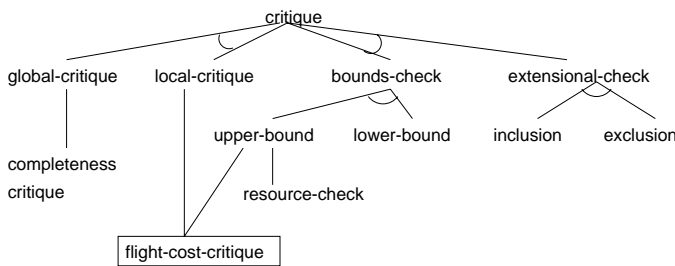 critique
global-critique local-critique bounds-check extensional-check
upper-bound lower-bound inclusion exclusion
completeness
critique
resource-check
flight-cost-critique